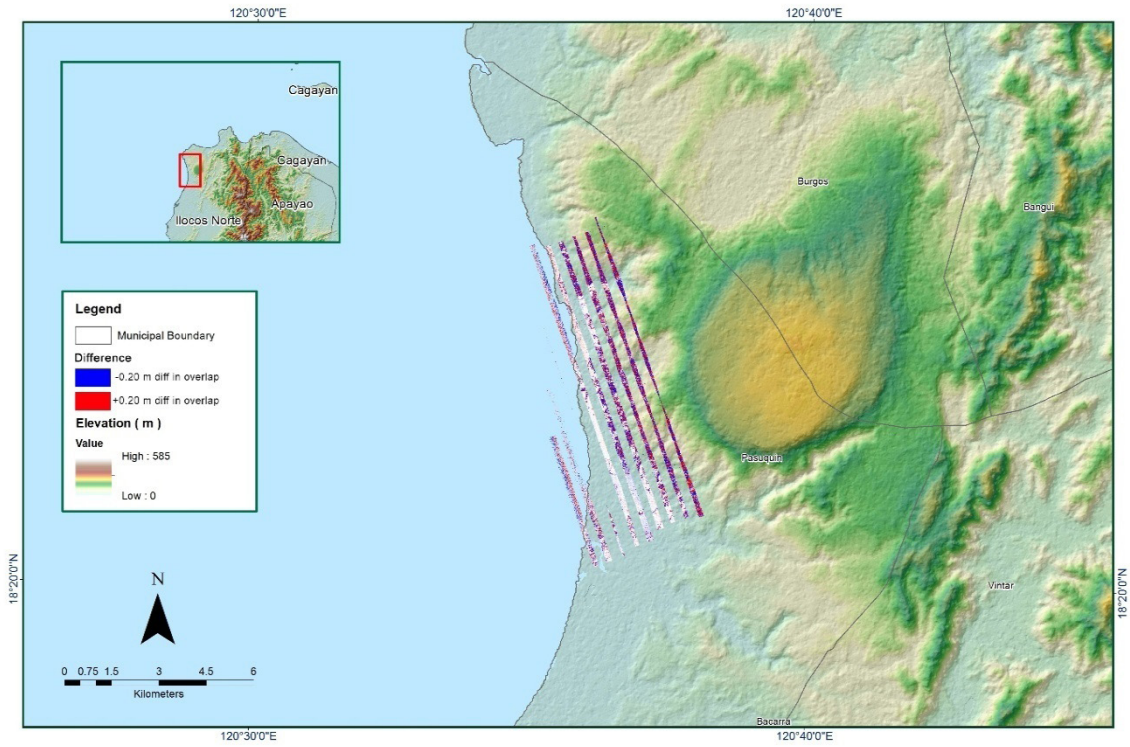 120°30'0"E
120°40'0"E
Cagayan
Cagayan
Apayao
Ilocos Norte
Burgos
Bangui
Legend
Municipal Boundary
Difference
-0.20 m diff in overlap
+0.20 m diff in overlap
Elevation ( m )
Value
High : 585
Low : 0
Pasuquin
18°20'0"N
18°20'0"N
Vintar
N
0 0.75 1.5 3 4.5 6
Kilometers
Bacarra
120°30'0"E
120°40'0"E